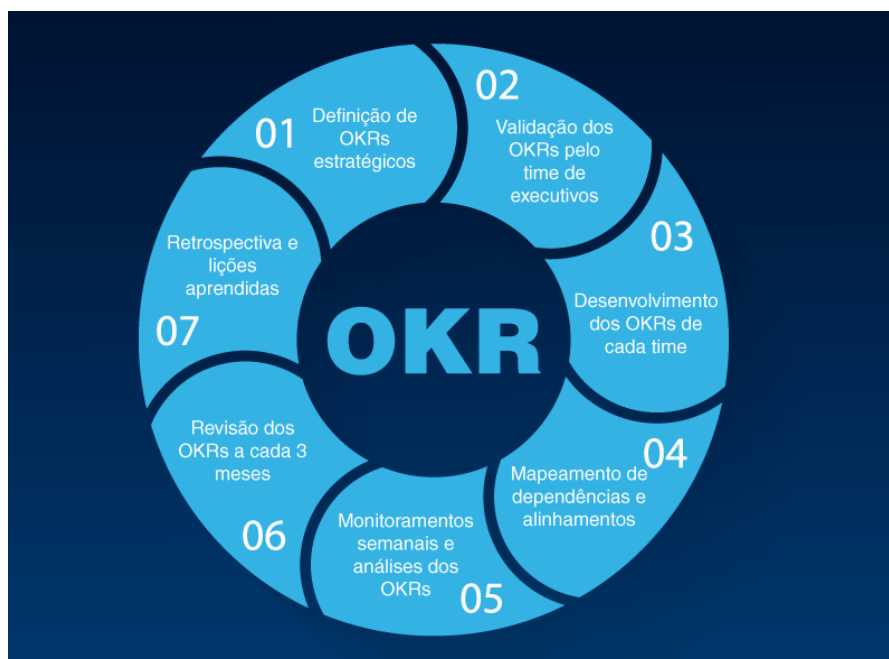 01
Definição de
OKRs
estratégicos
02
Validação dos
OKRs pelo
time de
executivos
03
Desenvolvimento
dos OKRs de
cada time
04
Mapeamento de
dependências e
alinhamentos
05
Monitoramentos
semanais e
análises dos
OKRs
06
Revisão dos
OKRs a cada 3
meses
07
Retrospectiva e
lições
aprendidas
OKR